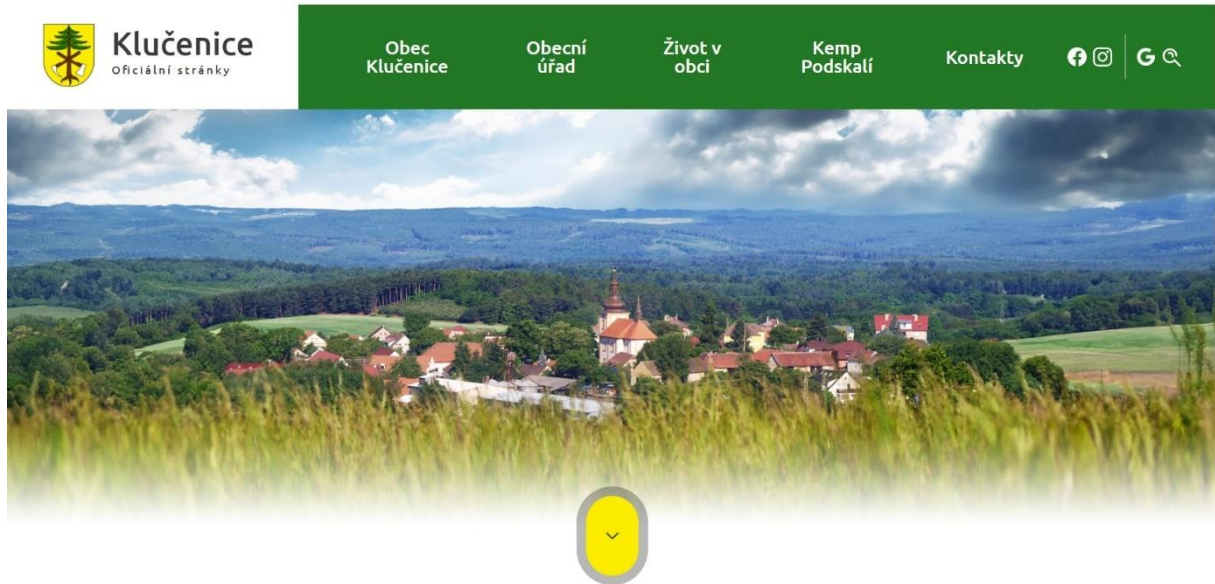 Klučenice
Oficiální stránky
Obec
Klučenice
Obecní
úřad
Život v
obci
Kemp
Podskalí
Kontakty
G